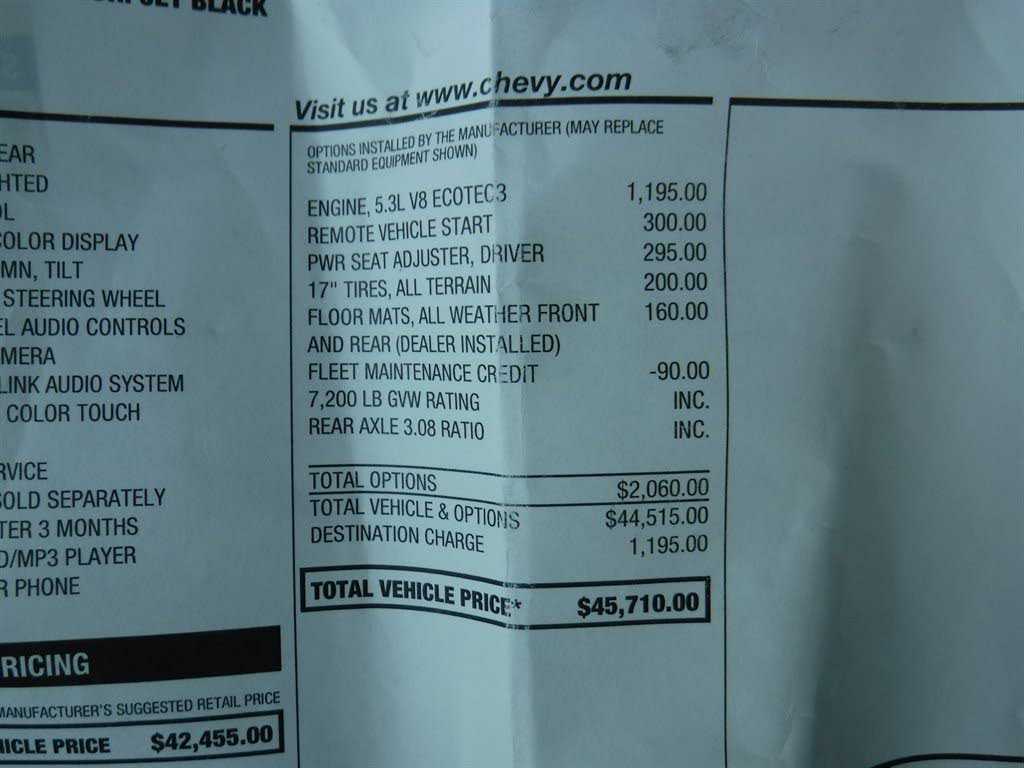 BLACK
EAR
HTED
OL
COLOR DISPLAY
MN, TILT
STEERING WHEEL
EL AUDIO CONTROLS
MERA
LINK AUDIO SYSTEM
COLOR TOUCH
RVICE
SOLD SEPARATELY
TER 3 MONTHS
D/MP3 PLAYER
R PHONE
RICING
MANUFACTURER'S SUGGESTED RETAIL PRICE
HICLE PRICE $42,455.00
Visit us at www.chevy.com
OPTIONS INSTALLED BY THE MANUFACTURER (MAY REPLACE
STANDARD EQUIPMENT SHOWN)
ENGINE, 5.3L V8 ECOTEC3 1,195.00
REMOTE VEHICLE START 300.00
PWR SEAT ADJUSTER, DRIVER 295.00
17" TIRES, ALL TERRAIN 200.00
FLOOR MATS, ALL WEATHER FRONT 160.00
AND REAR (DEALER INSTALLED)
FLEET MAINTENANCE CREDIT -90.00
7,200 LB GVW RATING INC.
REAR AXLE 3.08 RATIO INC.
TOTAL OPTIONS $2,060.00
TOTAL VEHICLE & OPTIONS $44,515.00
DESTINATION CHARGE 1,195.00
TOTAL VEHICLE PRICE* $45,710.00